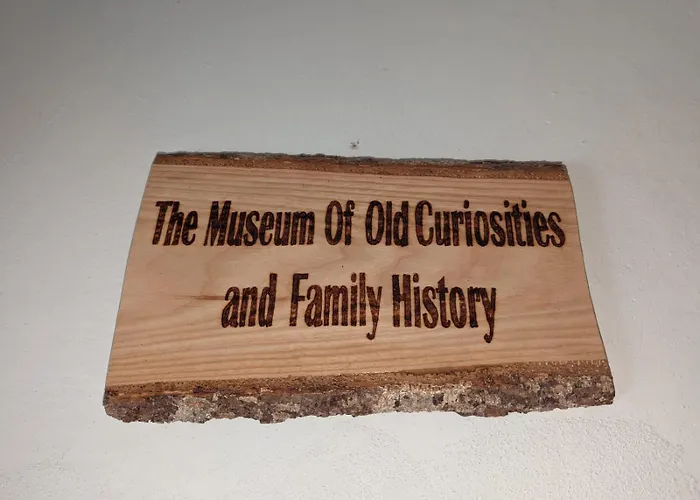 The Museum Of Old Curiosities
and Family History